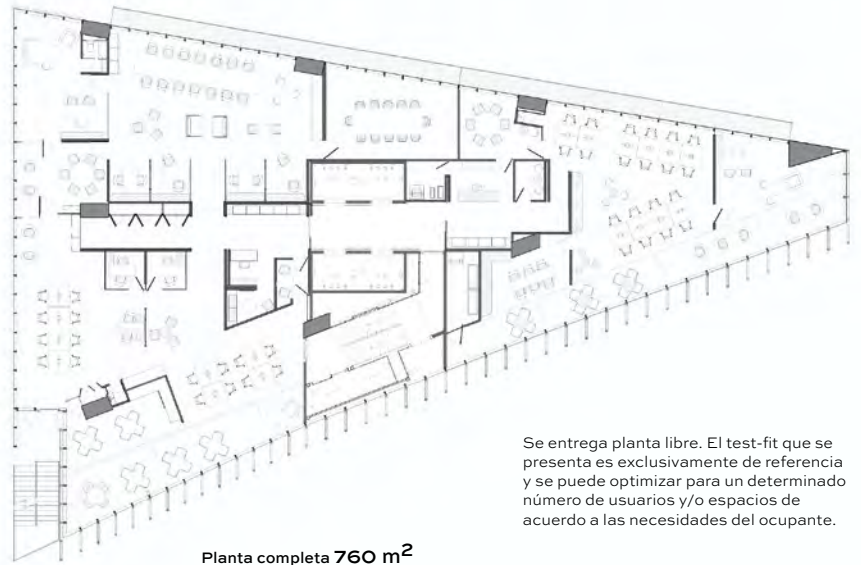 Se entrega planta libre. El test-fit que se
presenta es exclusivamente de referencia
y se puede optimizar para un determinado
número de usuarios y/o espacios de
acuerdo a las necesidades del ocupante.
Planta completa 760 m²